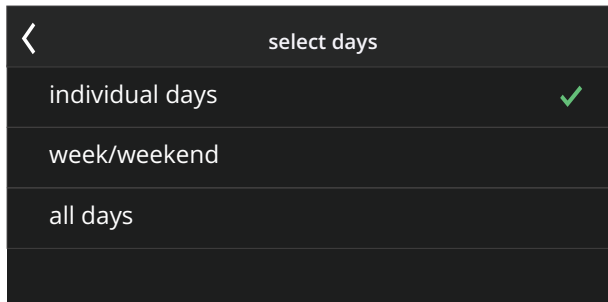 select days
individual days
week/weekend
all days